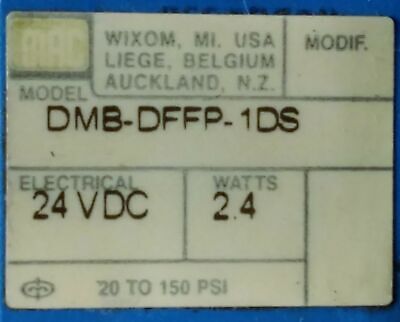 MAC
WIXOM, MI. USA
LIEGE, BELGIUM
AUCKLAND, N.Z.
MODIF.
MODEL
DMB-DFFP-1DS
ELECTRICAL
24 VDC
WATTS
2.4
20 TO 150 PSI